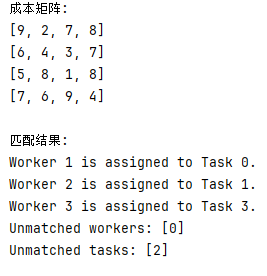 成本矩阵:
[9, 2, 7, 8]
[6, 4, 3, 7]
[5, 8, 1, 8]
[7, 6, 9, 4]
匹配结果:
Worker 1 is assigned to Task 0.
Worker 2 is assigned to Task 1.
Worker 3 is assigned to Task 3.
Unmatched workers: [0]
Unmatched tasks: [2]